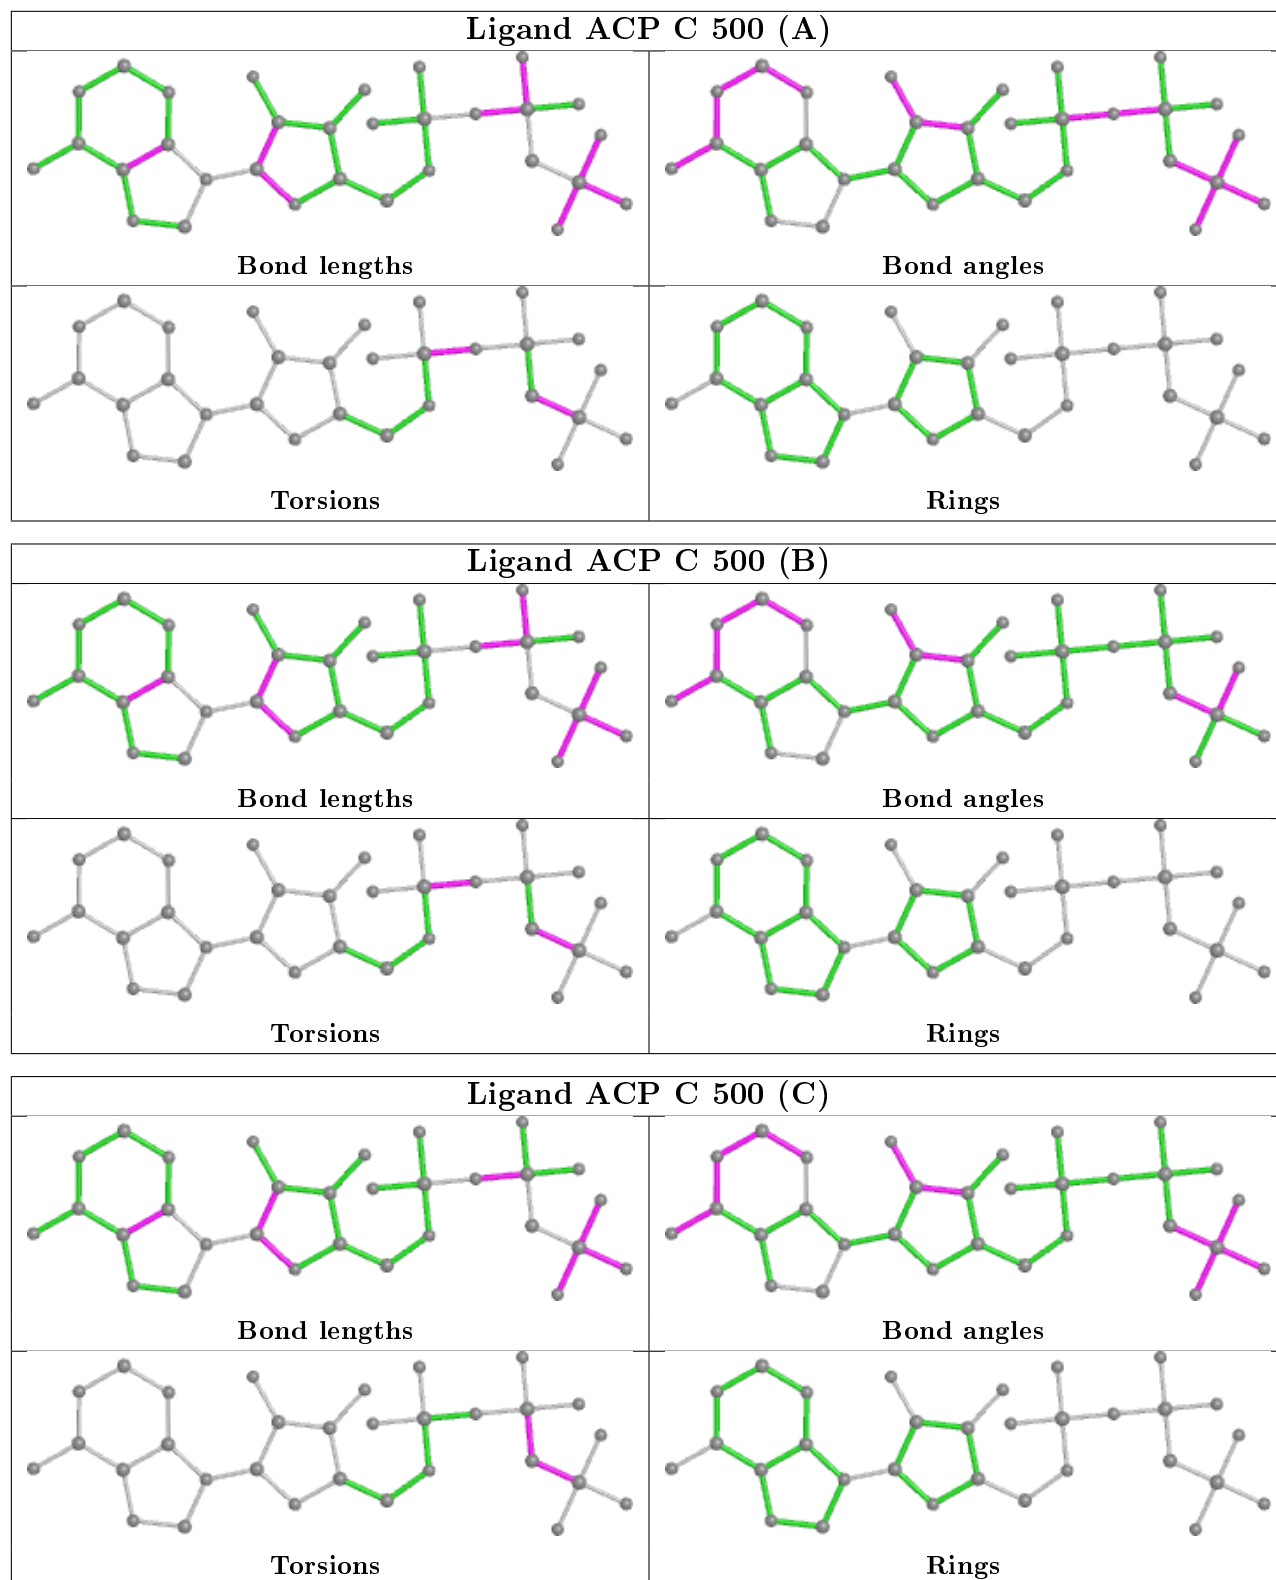 Ligand ACP C 500 (A)
Bond lengths
Bond angles
Torsions
Rings
Ligand ACP C 500 (B)
Bond lengths
Bond angles
Torsions
Rings
Ligand ACP C 500 (C)
Bond lengths
Bond angles
Torsions
Rings